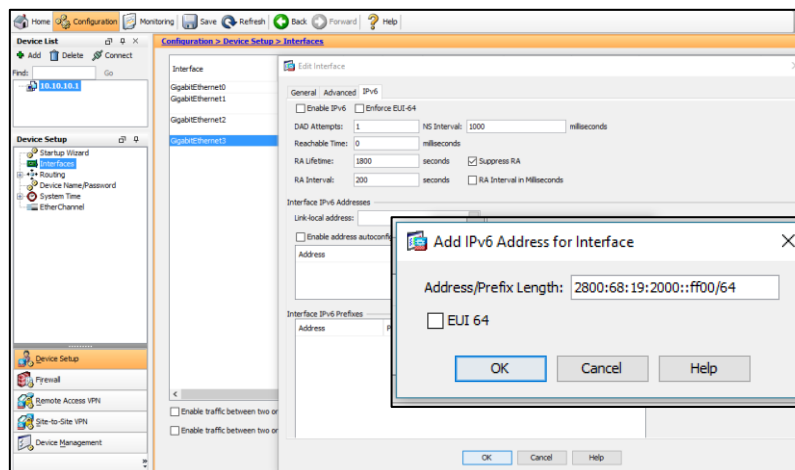 Home Configuration Monitoring Save Refresh Back Forward Help
Device List
Add Delete Connect
Find: Go
10.10.10.1
Device Setup
Startup Wizard
Interfaces
Routing
Device Name/Password
System Time
EtherChannel
Device Setup
Firewall
Remote Access VPN
Site-to-Site VPN
Device Management
Configuration > Device Setup > Interfaces
Interface
GigabitEthernet0
GigabitEthernet1
GigabitEthernet2
GigabitEthernet3
Enable traffic between two or
Enable traffic between two or
Edit Interface
General Advanced IPv6
Enable IPv6 Enforce EUI-64
DAD Attempts: 1 NS Interval: 1000 milliseconds
Reachable Time: 0 milliseconds
RA Lifetime: 1800 seconds Suppress RA
RA Interval: 200 seconds RA Interval in Milliseconds
Interface IPv6 Addresses
Link-local address:
Enable address autoconfi
Address
Interface IPv6 Prefixes
Address P
OK Cancel Help
Add IPv6 Address for Interface
Address/Prefix Length: 2800:68:19:2000::ff00/64
EUI 64
OK Cancel Help